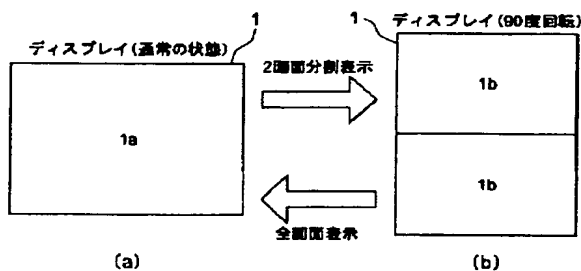 1
ディスプレイ(通常の状態)
1a
(a)
2画面分割表示
全画面表示
1
ディスプレイ(90度回転)
1b
1b
(b)